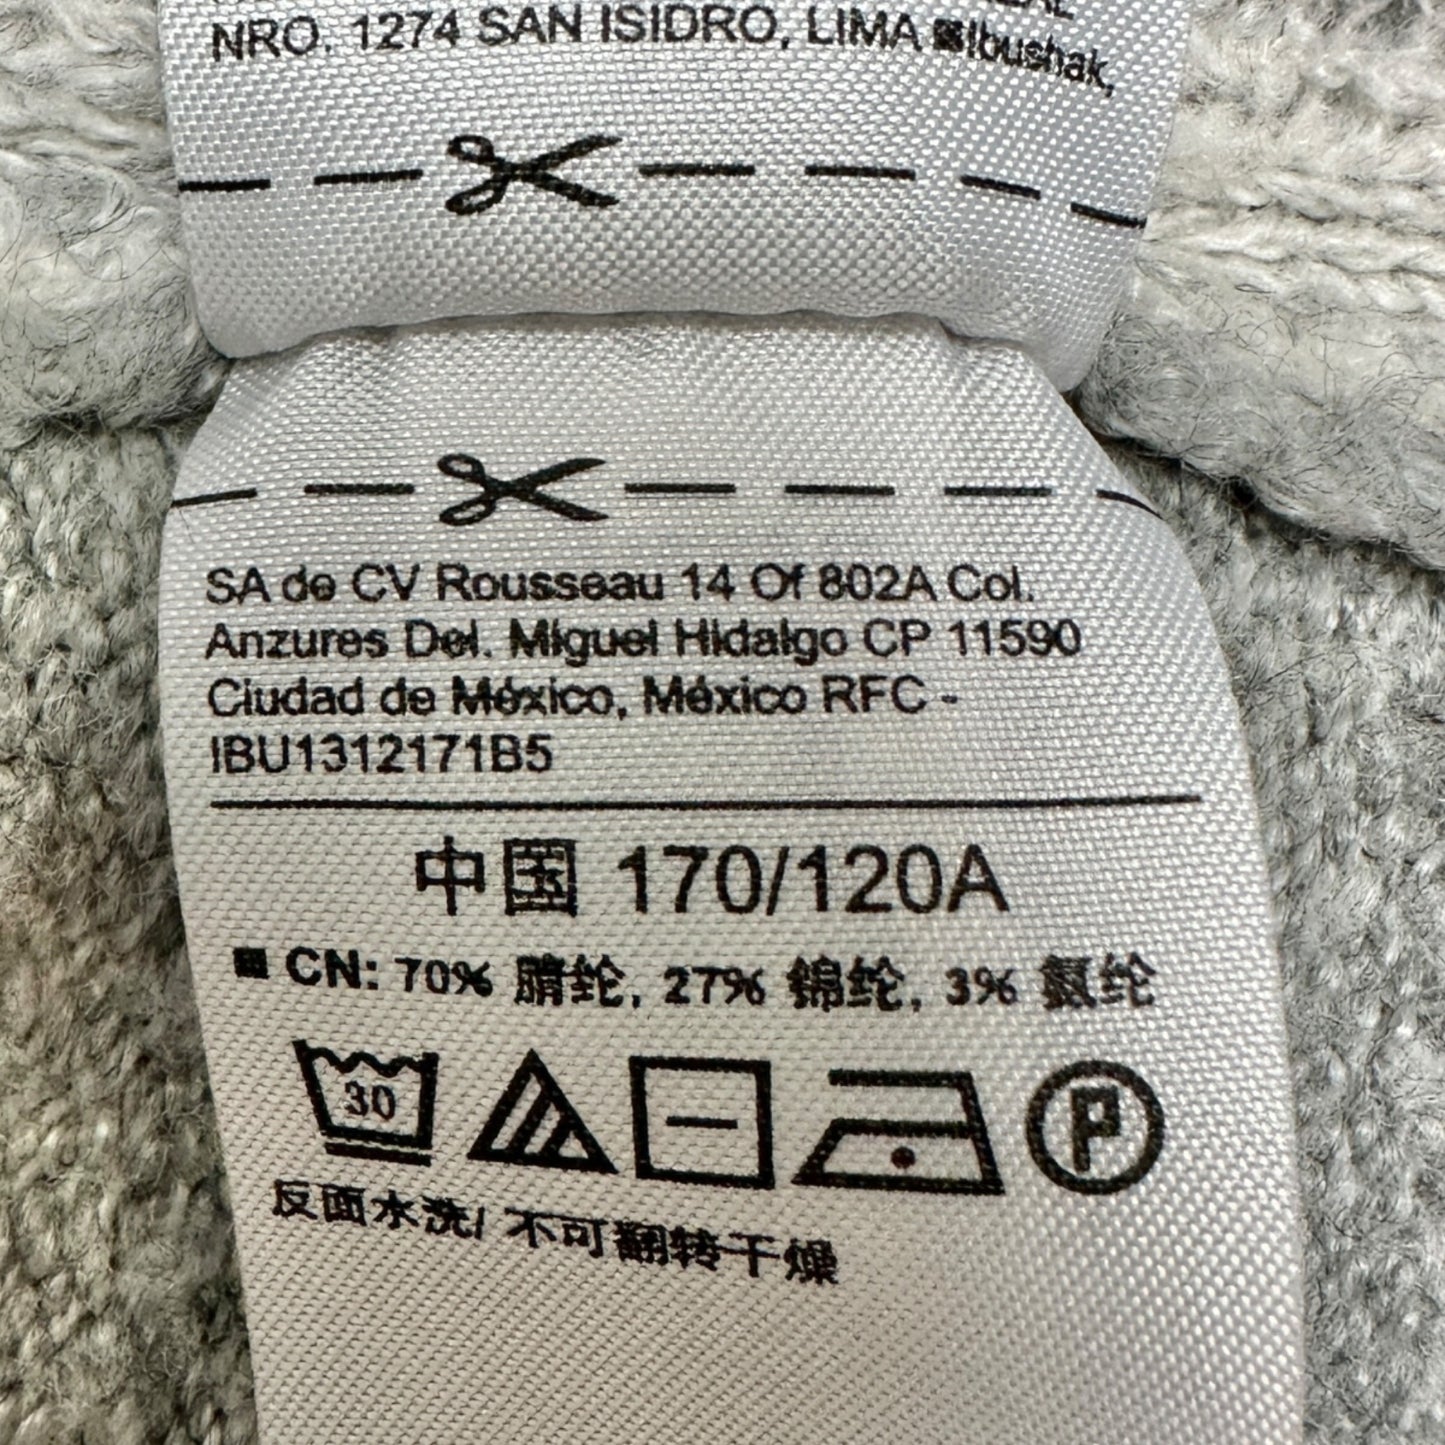 NRO. 1274 SAN ISIDRO, LIMA ■Ibushak,
SA de CV Rousseau 14 Of 802A Col.
Anzures Del. Miguel Hidalgo CP 11590
Ciudad de México, México RFC -
IBU1312171B5
中国 170/120A
■ CN: 70% 腈纶, 27% 锦纶, 3% 氨纶
30 P
反面水洗/ 不可翻转干燥